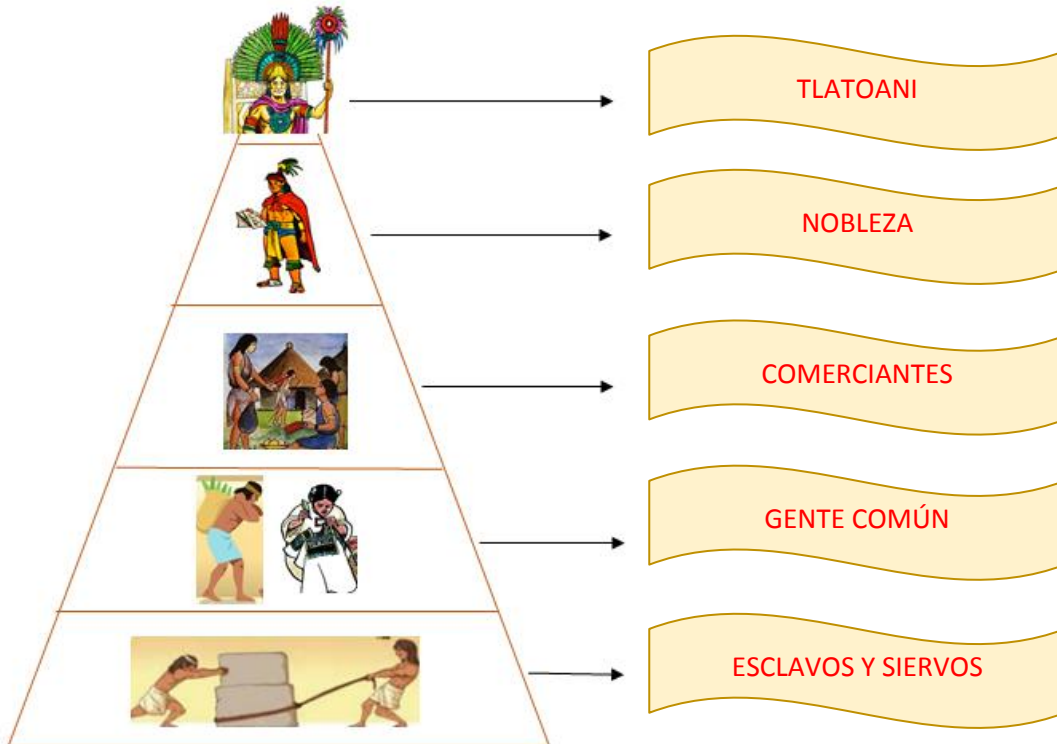 TLATOANI
NOBLEZA
COMERCIANTES
GENTE COMÚN
ESCLAVOS Y SIERVOS